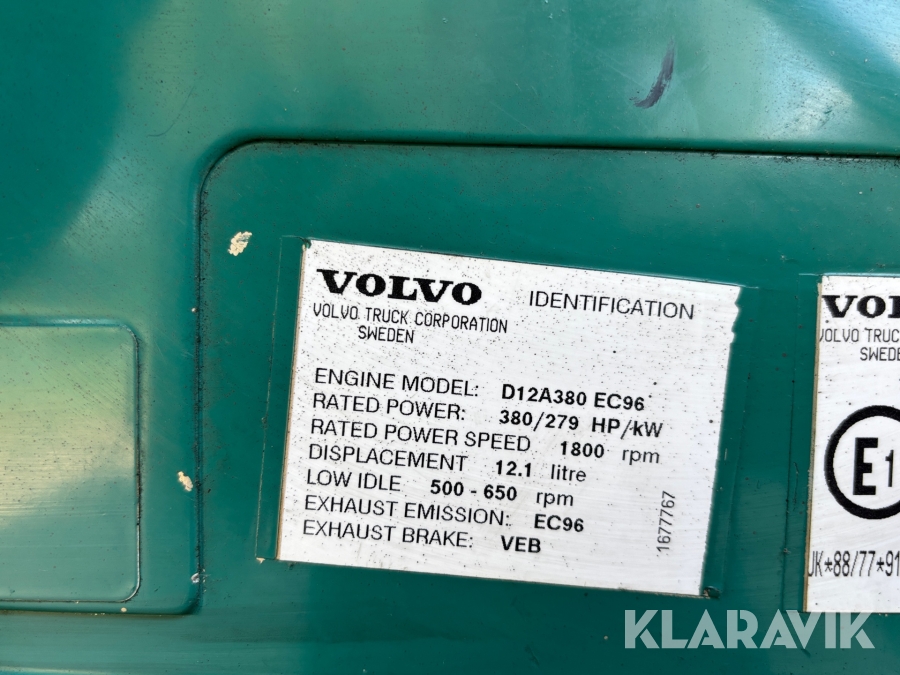 VOLVO IDENTIFICATION
VOLVO TRUCK CORPORATION
SWEDEN
ENGINE MODEL: D12A380 EC96
RATED POWER: 380/279 HP/kW
RATED POWER SPEED 1800 rpm
DISPLACEMENT 12.1 litre
LOW IDLE 500 - 650 rpm
EXHAUST EMISSION: EC96
EXHAUST BRAKE: VEB
1677767
VOL
VOLVO TRUC
SWEDE
E1
UK*88/77*91
KLARAVIK